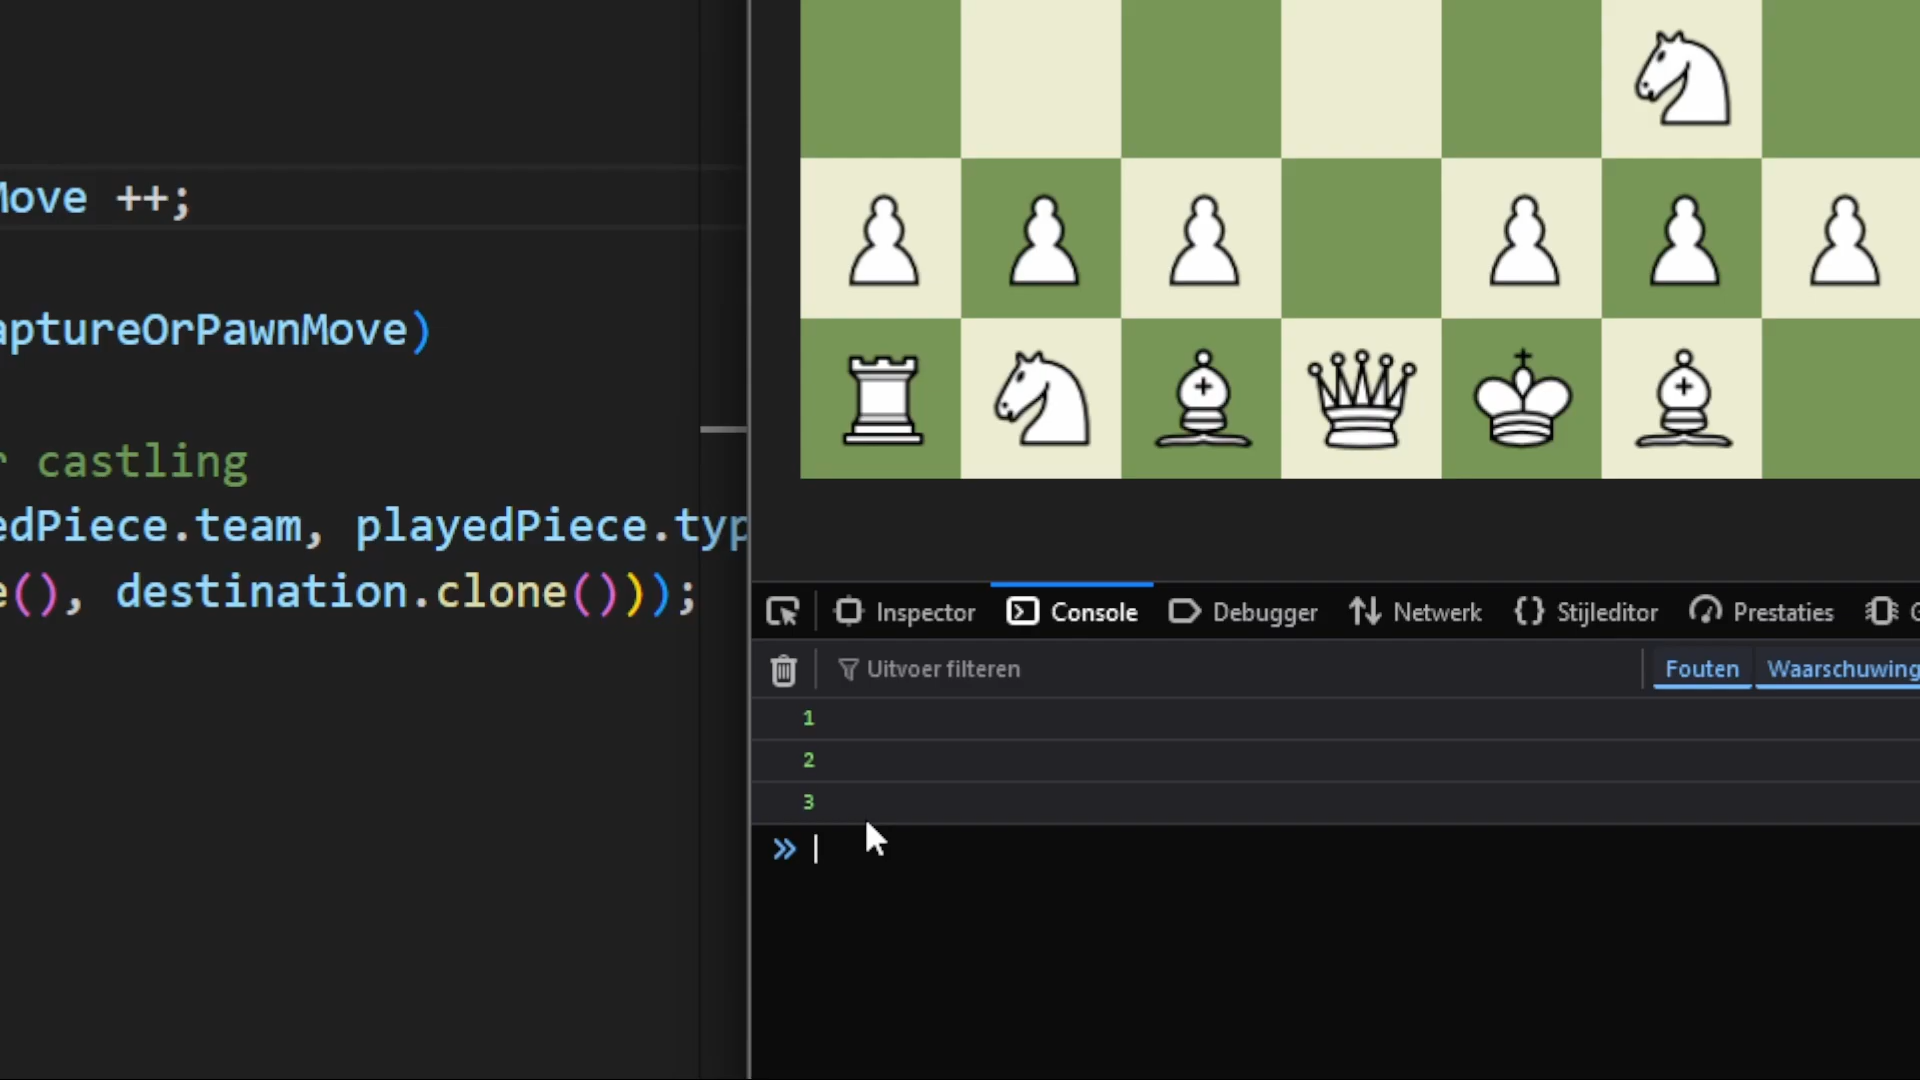 Move ++;
aptureOrPawnMove)
r castling
edPiece.team, playedPiece.typ
e(), destination.clone()));
Inspector Console Debugger Netwerk Stijleditor Prestaties
Uitvoer filteren Fouten Waarschuwing
1
2
3